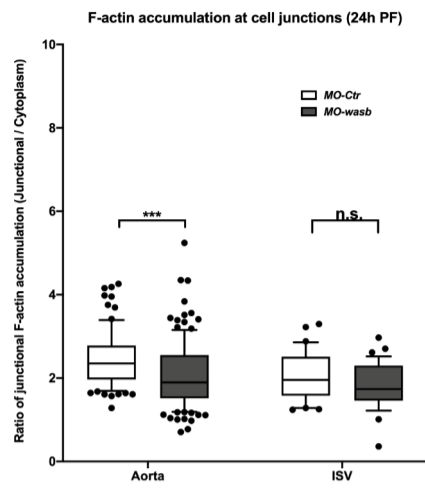 F-actin accumulation at cell junctions (24h PF)
Ratio of junctional F-actin accumulation (Junctional / Cytoplasm)
10
8
6
4
2
0
MO-Ctr
MO-wasb
***
n.s.
Aorta
ISV